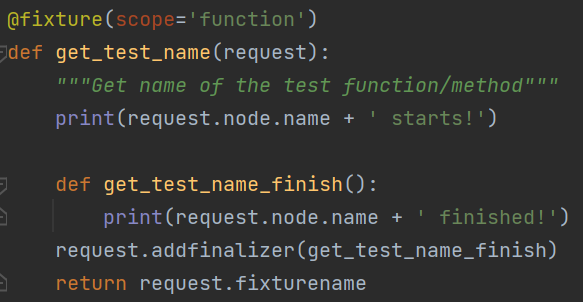 @fixture(scope='function')
def get_test_name(request):
    """Get name of the test function/method"""
    print(request.node.name + ' starts!')

    def get_test_name_finish():
        print(request.node.name + ' finished!')
    request.addfinalizer(get_test_name_finish)
    return request.fixturename